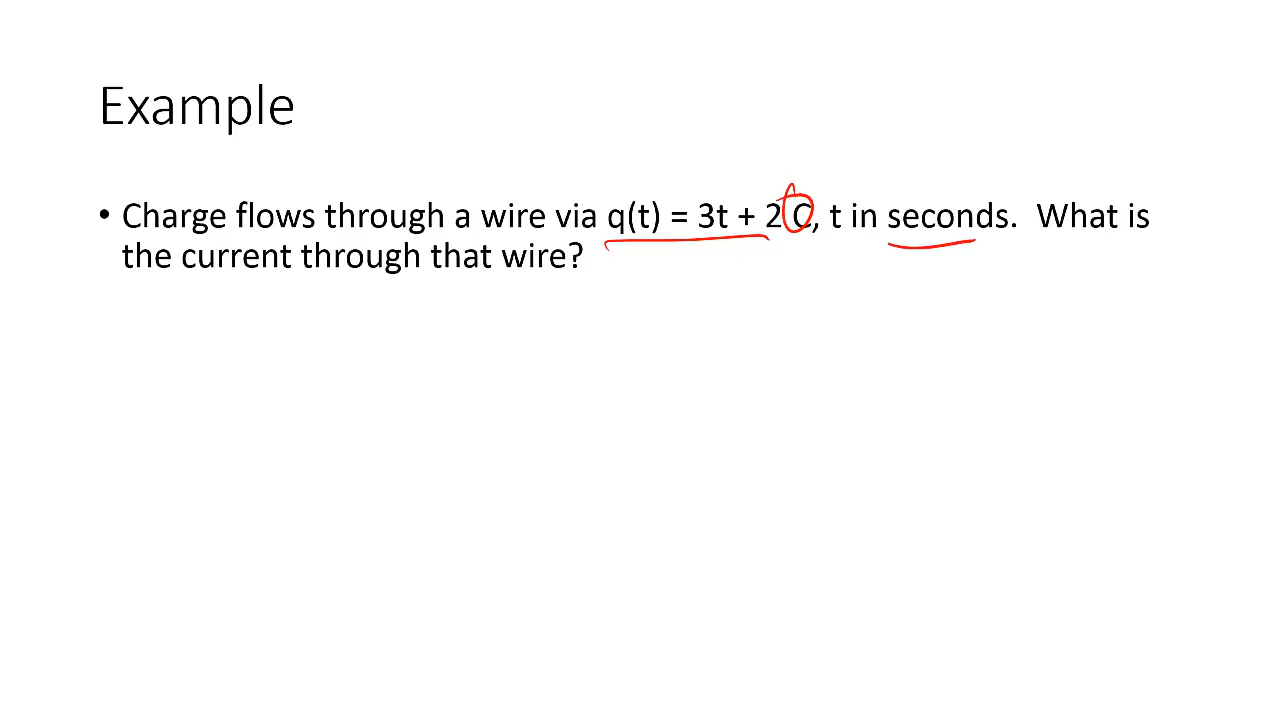 Example
• Charge flows through a wire via q(t) = 3t + 2 C, t in seconds.  What is
the current through that wire?